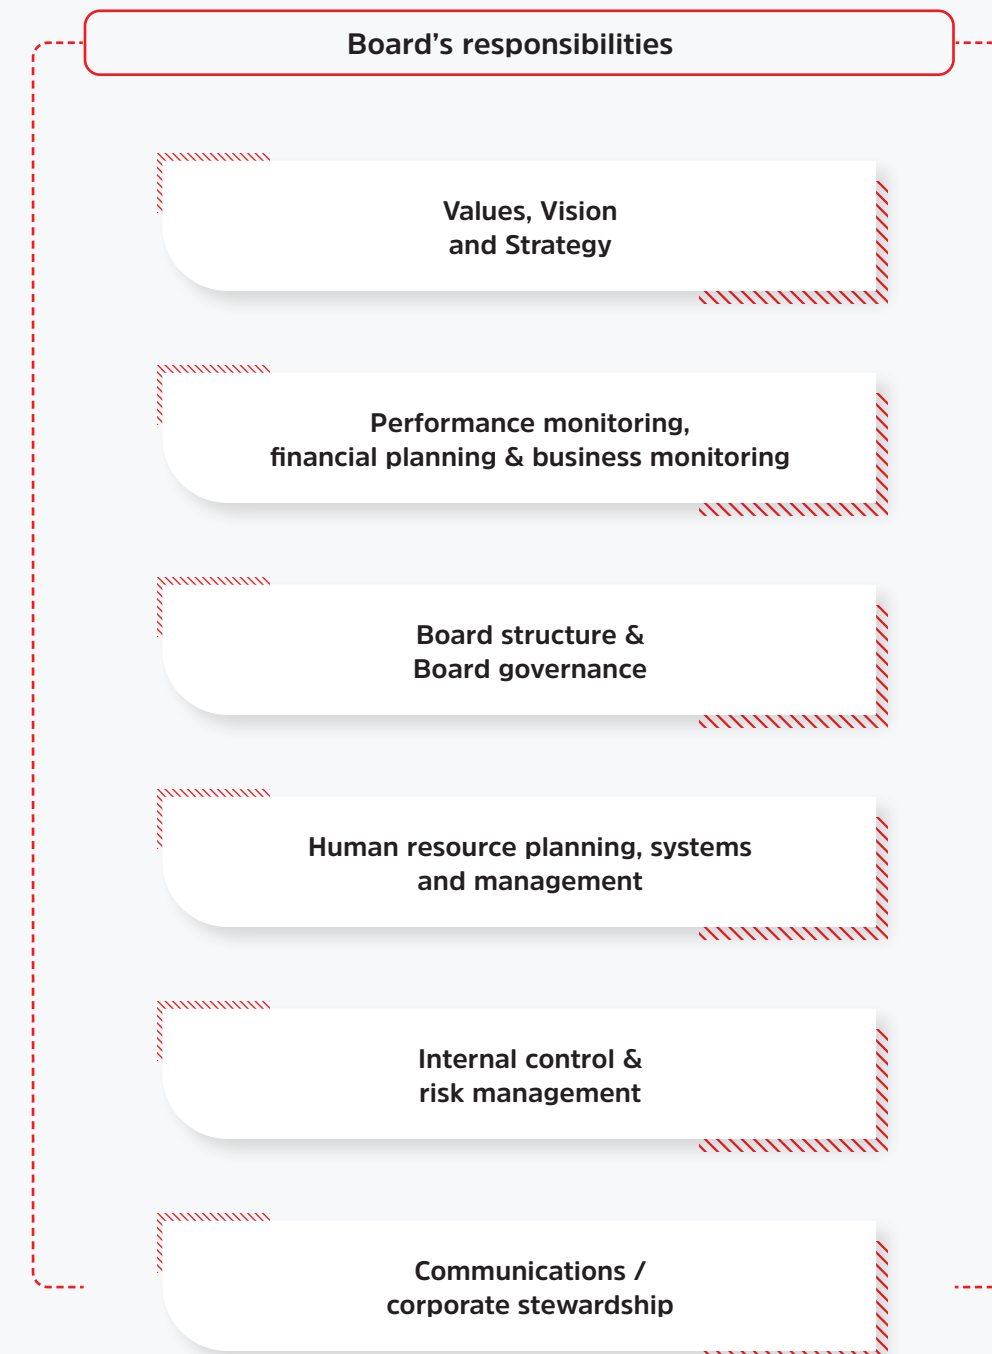 Board’s responsibilities
Values, Vision
and Strategy
Performance monitoring,
financial planning & business monitoring
Board structure &
Board governance
Human resource planning, systems
and management
Internal control &
risk management
Communications /
corporate stewardship